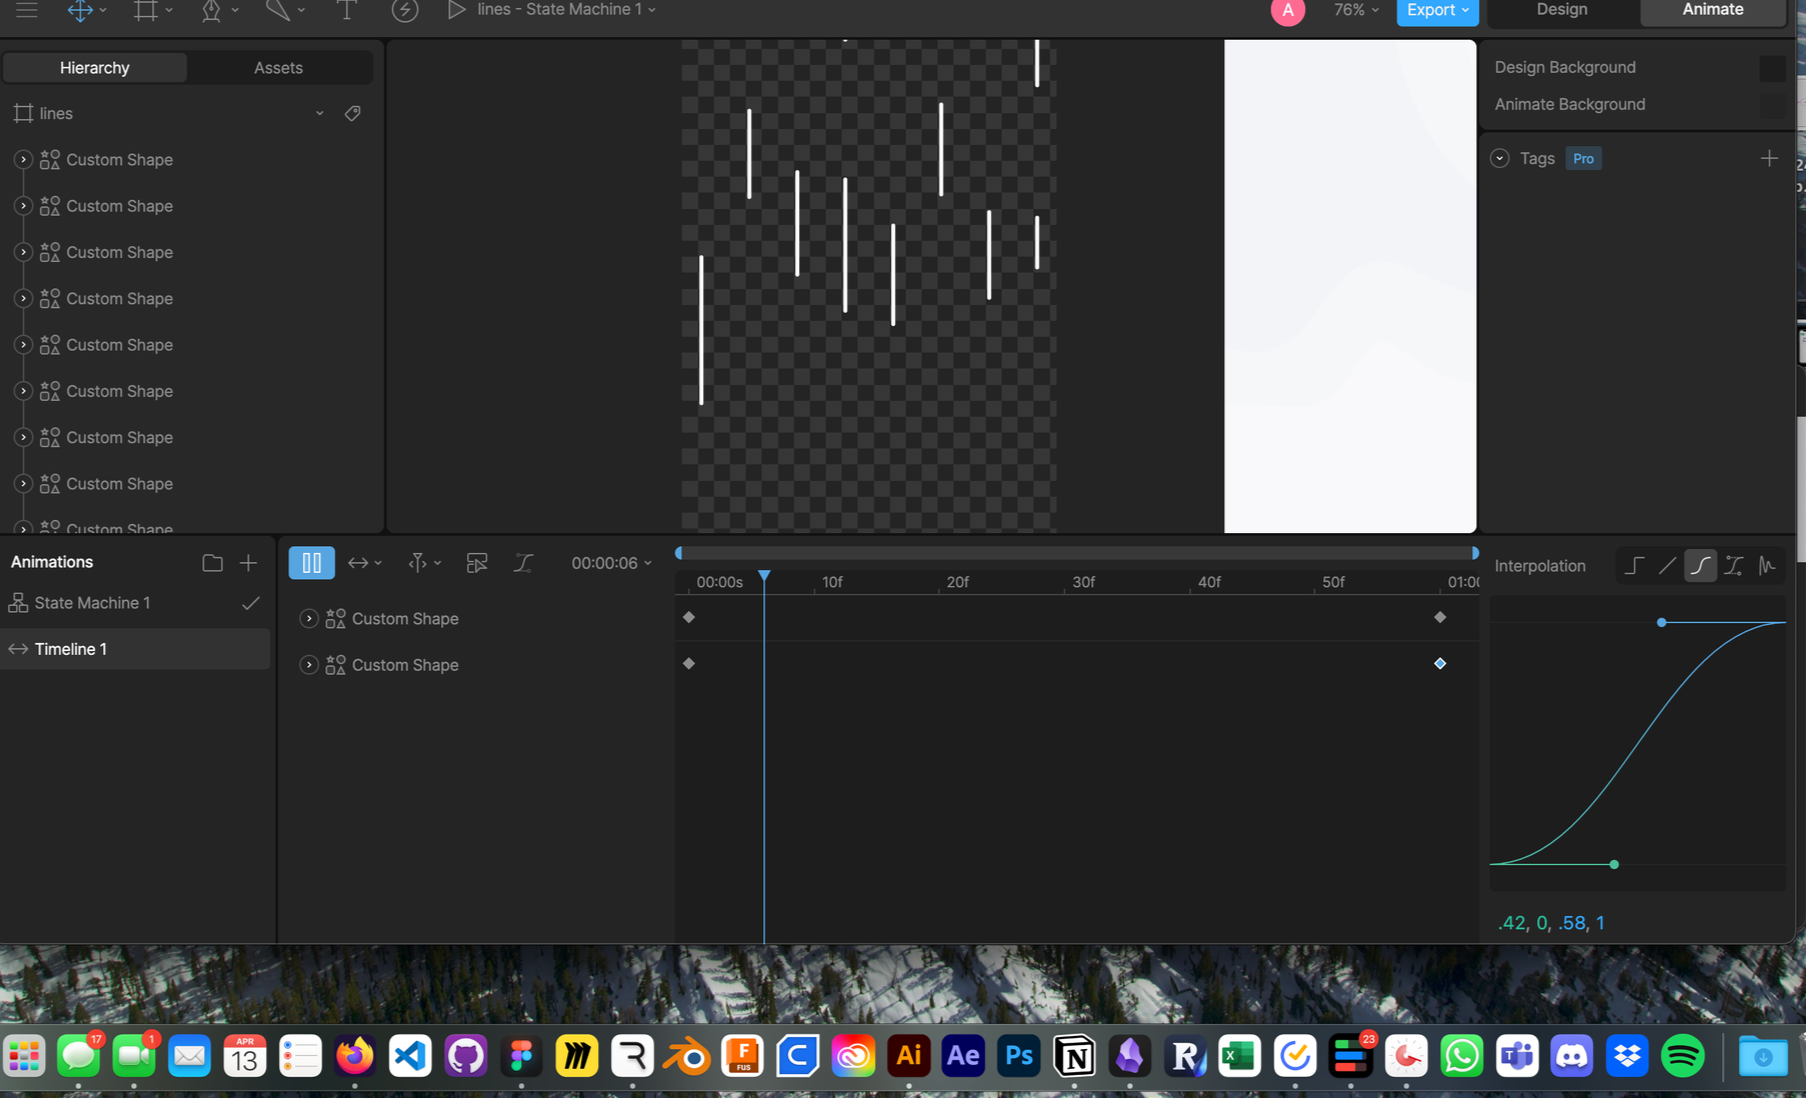 lines - State Machine 1
A
76%
Export
Design
Animate
Hierarchy
Assets
lines
Custom Shape
Custom Shape
Custom Shape
Custom Shape
Custom Shape
Custom Shape
Custom Shape
Custom Shape
Custom Shape
Design Background
Animate Background
Tags
Pro
Animations
State Machine 1
Timeline 1
00:00:06
00:00s
10f
20f
30f
40f
50f
Custom Shape
Custom Shape
Interpolation
.42, 0, .58, 1
17
1
APR
13
F
FUS
C
Ai
Ae
Ps
N
R
23